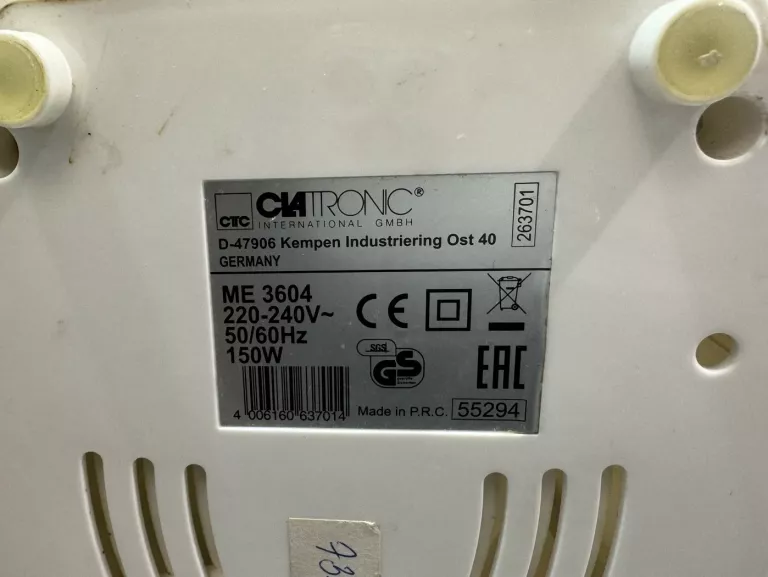 CTC CLATRONIC®
INTERNATIONAL GMBH
D-47906 Kempen Industriering Ost 40
GERMANY
263701
ME 3604
220-240V~
50/60Hz
150W
CE
SGS
GS
EAC
4 006160 637014
Made in P.R.C. 55294